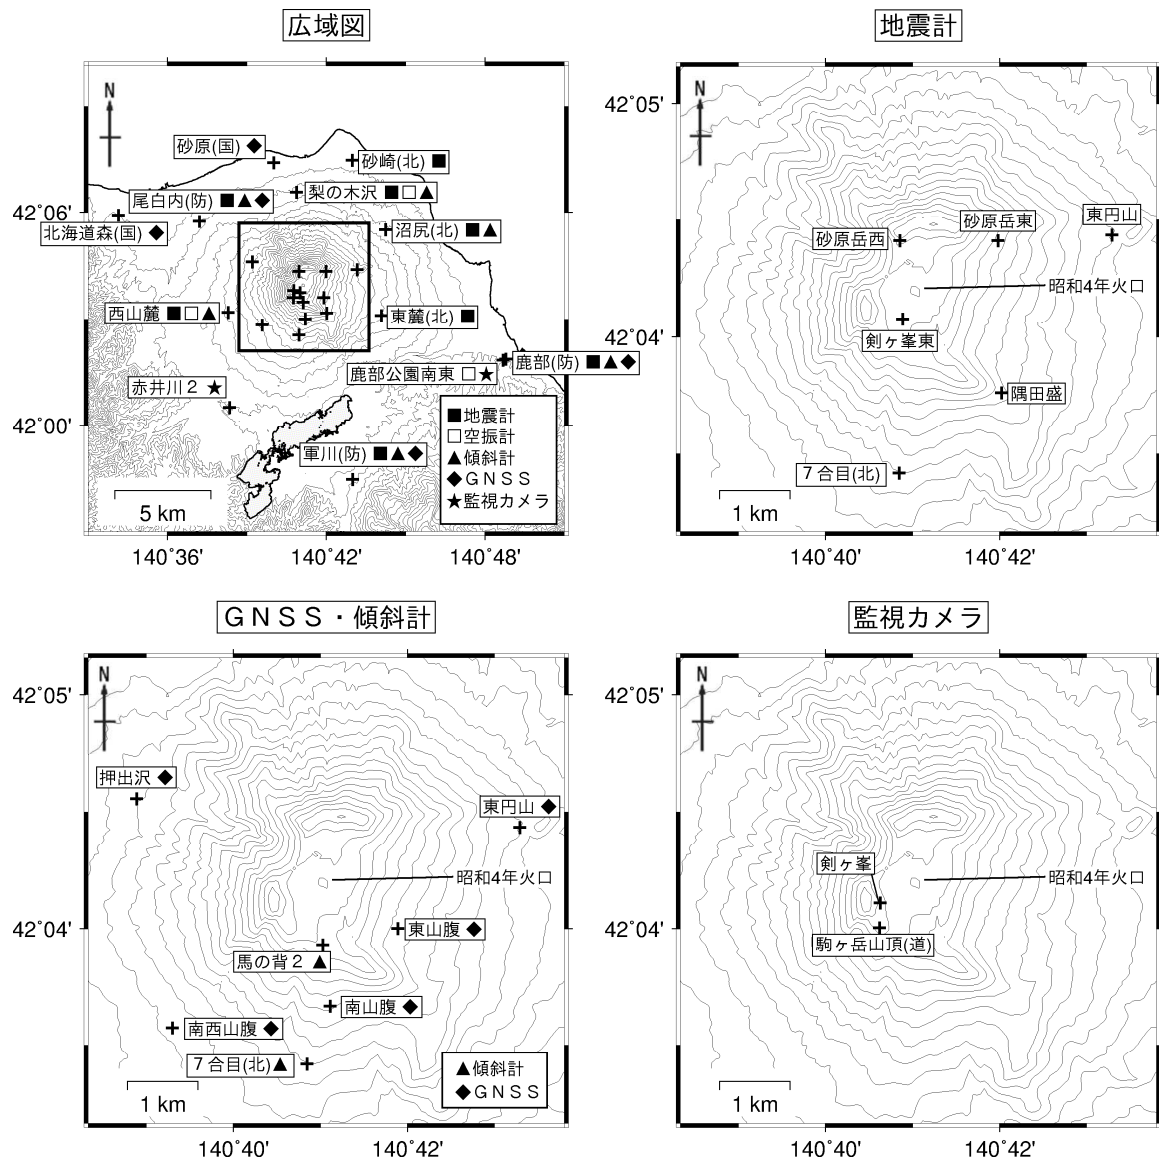 広域図
N
砂原(国) ◆
砂崎(北) ■
尾白内(防) ■▲◆
梨の木沢 ■□▲
42˚06'
北海道森(国) ◆
沼尻(北) ■▲
西山麓 ■□▲
東麓(北) ■
鹿部(防) ■▲◆
鹿部公園南東 □★
赤井川2 ★
42˚00'
軍川(防) ■▲◆
■地震計
□空振計
▲傾斜計
◆GNSS
★監視カメラ
5 km
140˚36'
140˚42'
140˚48'
地震計
N
42˚05'
東円山
砂原岳東
砂原岳西
昭和4年火口
42˚04'
剣ヶ峯東
隅田盛
7合目(北)
1 km
140˚40'
140˚42'
GNSS・傾斜計
N
42˚05'
押出沢 ◆
東円山 ◆
昭和4年火口
42˚04'
東山腹 ◆
馬の背2 ▲
南山腹 ◆
南西山腹 ◆
7合目(北)▲
▲傾斜計
◆GNSS
1 km
140˚40'
140˚42'
監視カメラ
N
42˚05'
剣ヶ峯
昭和4年火口
42˚04'
駒ヶ岳山頂(道)
1 km
140˚40'
140˚42'